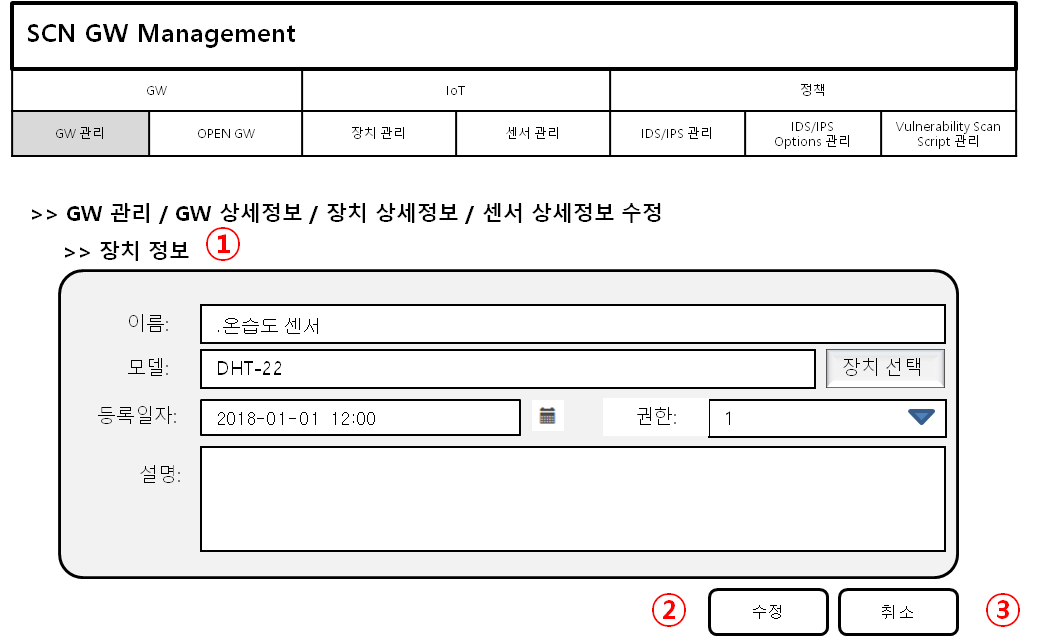 SCN GW Management
GW IoT 정책
GW 관리 OPEN GW 장치 관리 센서 관리 IDS/IPS 관리 IDS/IPS Options 관리 Vulnerability Scan Script 관리
>> GW 관리 / GW 상세정보 / 장치 상세정보 / 센서 상세정보 수정
>> 장치 정보 ①
이름: .온습도 센서
모델: DHT-22 장치 선택
등록일자: 2018-01-01 12:00 권한: 1
설명:
② 수정 취소 ③